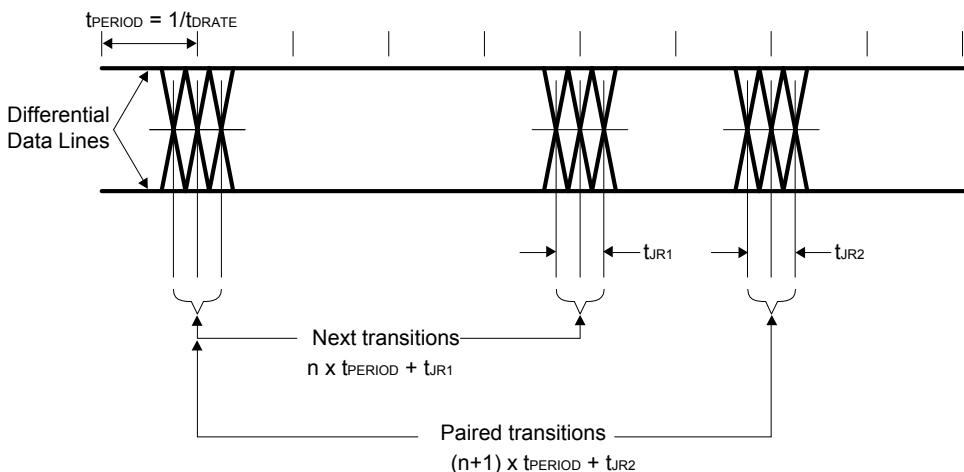 tPERIOD = 1/tDRATE
Differential
Data Lines
tJR1
tJR2
Next transitions
n x tPERIOD + tJR1
Paired transitions
(n+1) x tPERIOD + tJR2